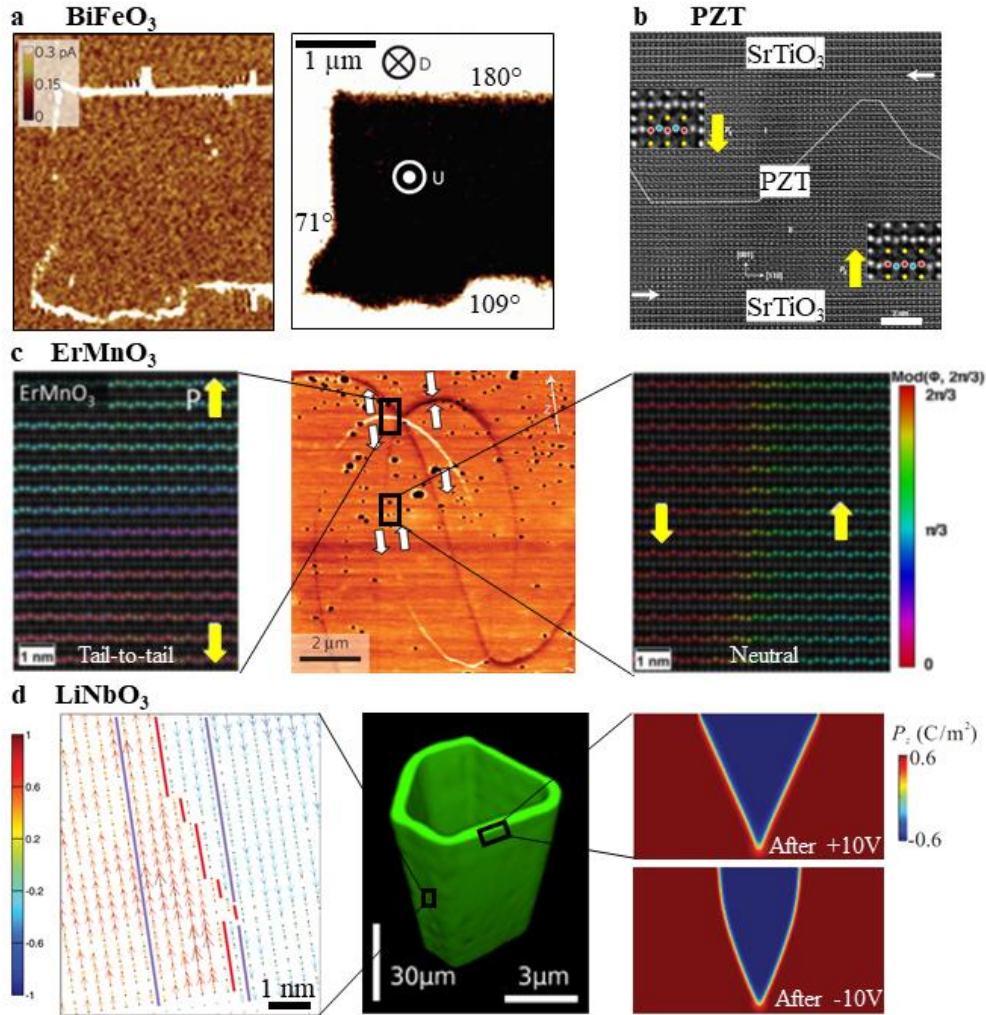 a BiFeO₃
0.3 pA
0.15
0
1 µm
D
180°
U
71°
109°
b PZT
SrTiO₃
PZT
[001]
[110]
SrTiO₃
c ErMnO₃
ErMnO₃
P
1 nm
Tail-to-tail
2 µm
1 nm
Neutral
Mod(Φ, 2π/3)
2π/3
π/3
0
d LiNbO₃
1
0.6
0.2
-0.2
-0.6
-1
1 nm
30µm
3µm
After +10V
After -10V
P_z (C/m²)
0.6
-0.6